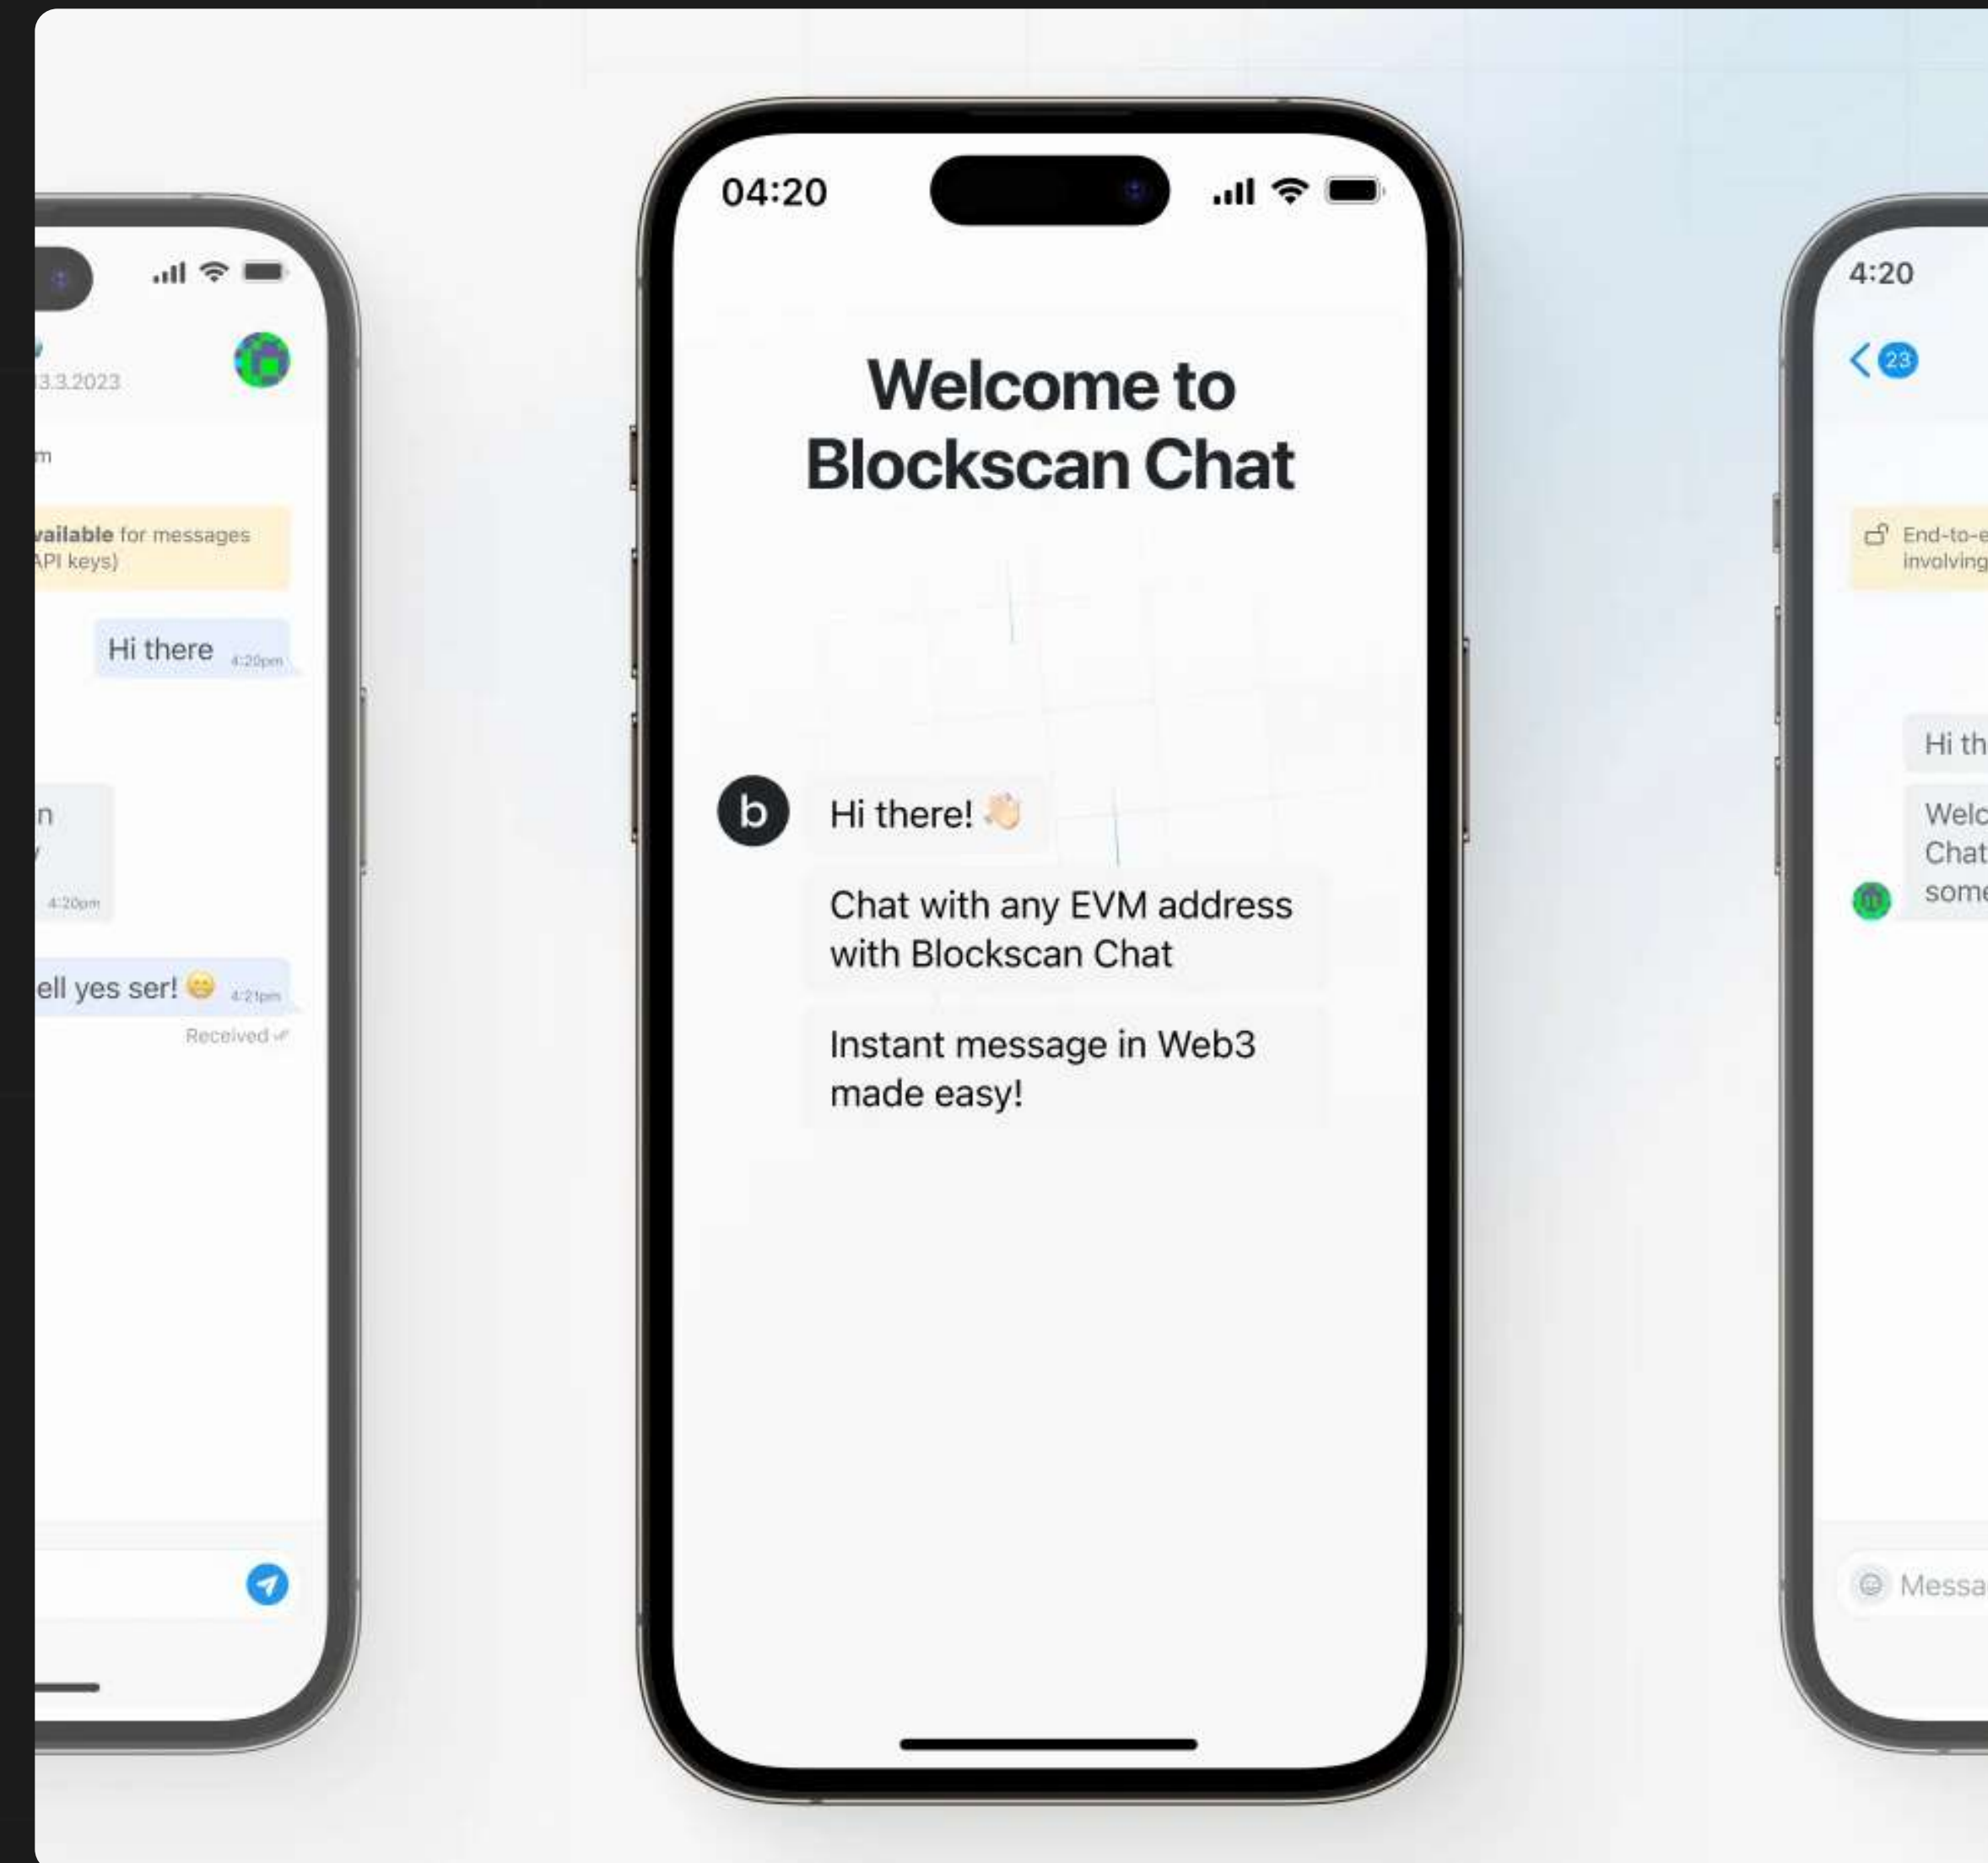 13.3.2023
m
vailable for messages
API keys)
Hi there 4:20pm
n
y
4:20pm
ell yes ser! 😁 4:21pm
Received
04:20
Welcome to
Blockscan Chat
b
Hi there! 👋🏻
Chat with any EVM address
with Blockscan Chat
Instant message in Web3
made easy!
4:20
23
End-to-e
involving
Hi th
Welc
Chat
some
Messa